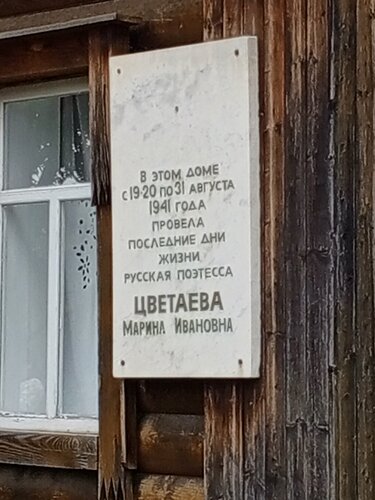 В ЭТОМ ДОМЕ
С 19-20 ПО 31 АВГУСТА
1941 ГОДА
ПРОВЕЛА
ПОСЛЕДНИЕ ДНИ
ЖИЗНИ
РУССКАЯ ПОЭТЕССА
ЦВЕТАЕВА
МАРИНА ИВАНОВНА